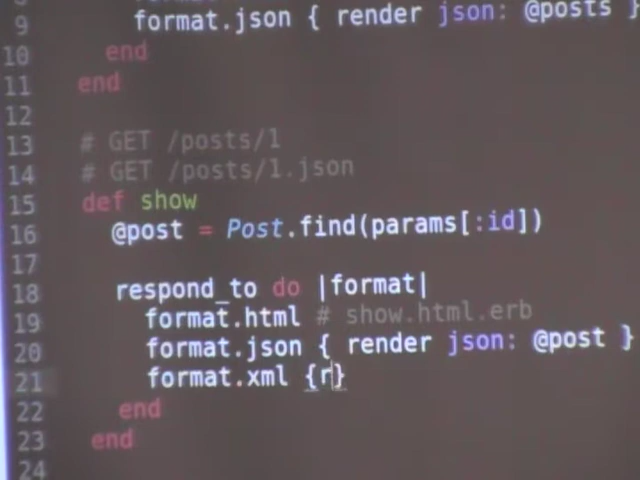 9 format.json { render json: @posts }
10 end
11 end
12
13 # GET /posts/1
14 # GET /posts/1.json
15 def show
16 @post = Post.find(params[:id])
17
18 respond_to do |format|
19 format.html # show.html.erb
20 format.json { render json: @post }
21 format.xml {r}
22 end
23 end
24